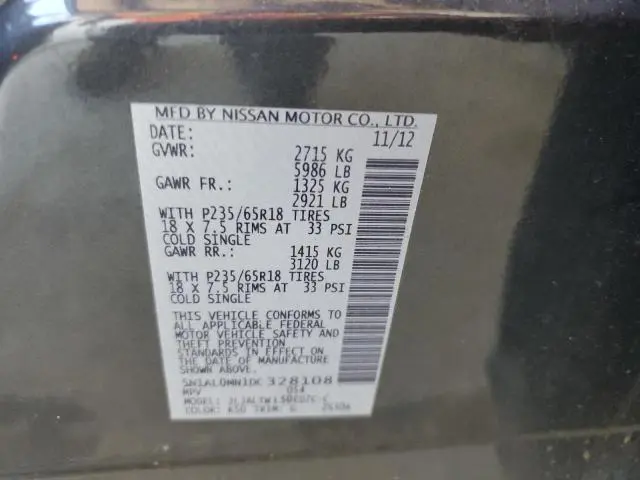 MFD BY NISSAN MOTOR CO., LTD.
DATE: 11/12
GVWR: 2715 KG
5986 LB
GAWR FR.: 1325 KG
2921 LB
WITH P235/65R18 TIRES
18 X 7.5 RIMS AT 33 PSI
COLD SINGLE
GAWR RR.: 1415 KG
3120 LB
WITH P235/65R18 TIRES
18 X 7.5 RIMS AT 33 PSI
COLD SINGLE
THIS VEHICLE CONFORMS TO
ALL APPLICABLE FEDERAL
MOTOR VEHICLE SAFETY AND
THEFT PREVENTION
STANDARDS IN EFFECT ON
THE DATE OF MANUFACTURE
SHOWN ABOVE.
5N1AL0MN1DC328108
MPV
MODEL:
COLOR: TRIM: G